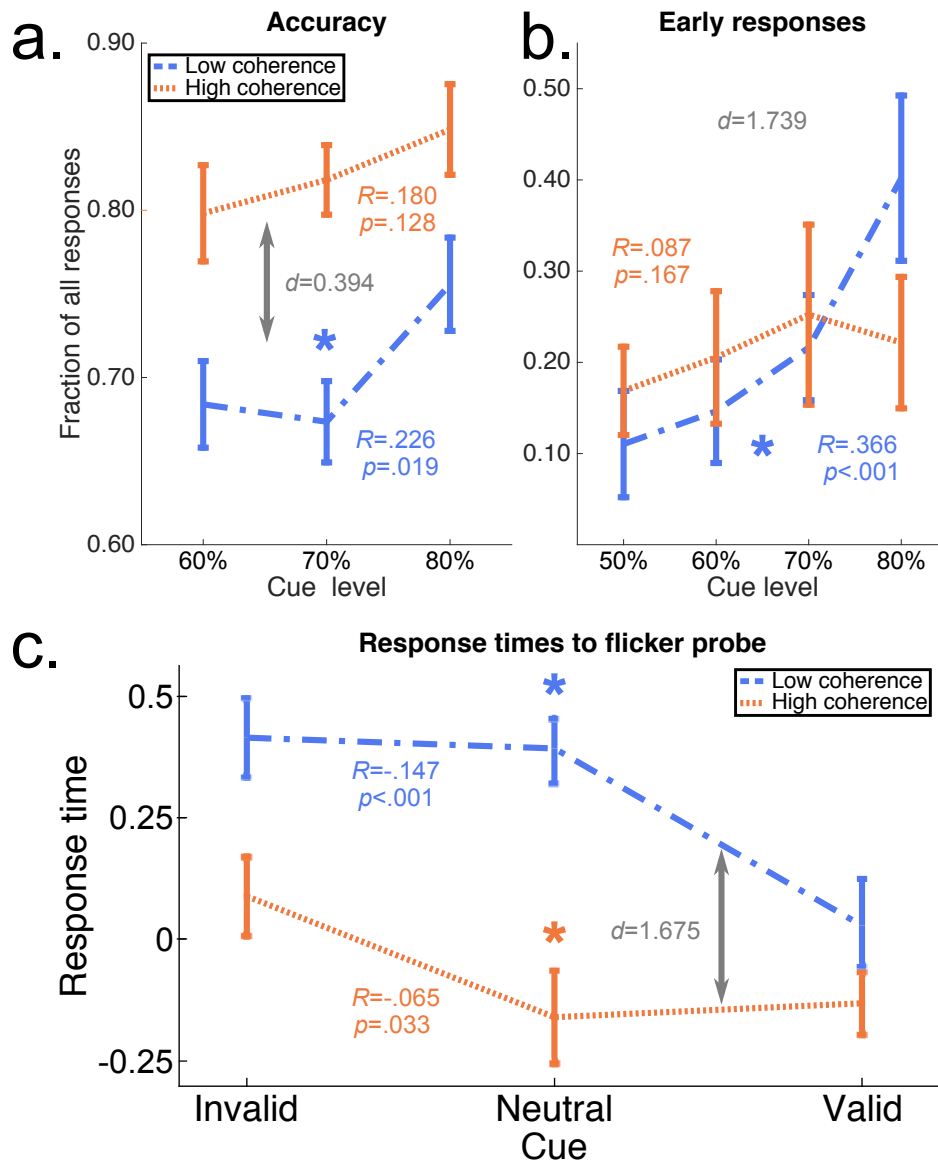 a.
Accuracy
Low coherence
High coherence
0.90
0.80
0.70
0.60
Fraction of all responses
R=.180
p=.128
d=0.394
*
R=.226
p=.019
60%
70%
80%
Cue level
b.
Early responses
0.50
0.40
0.30
0.20
0.10
d=1.739
R=.087
p=.167
*
R=.366
p<.001
50%
60%
70%
80%
Cue level
c.
Response times to flicker probe
Low coherence
High coherence
0.5
0.25
0
-0.25
Response time
*
R=-.147
p<.001
d=1.675
*
R=-.065
p=.033
Invalid
Neutral
Valid
Cue